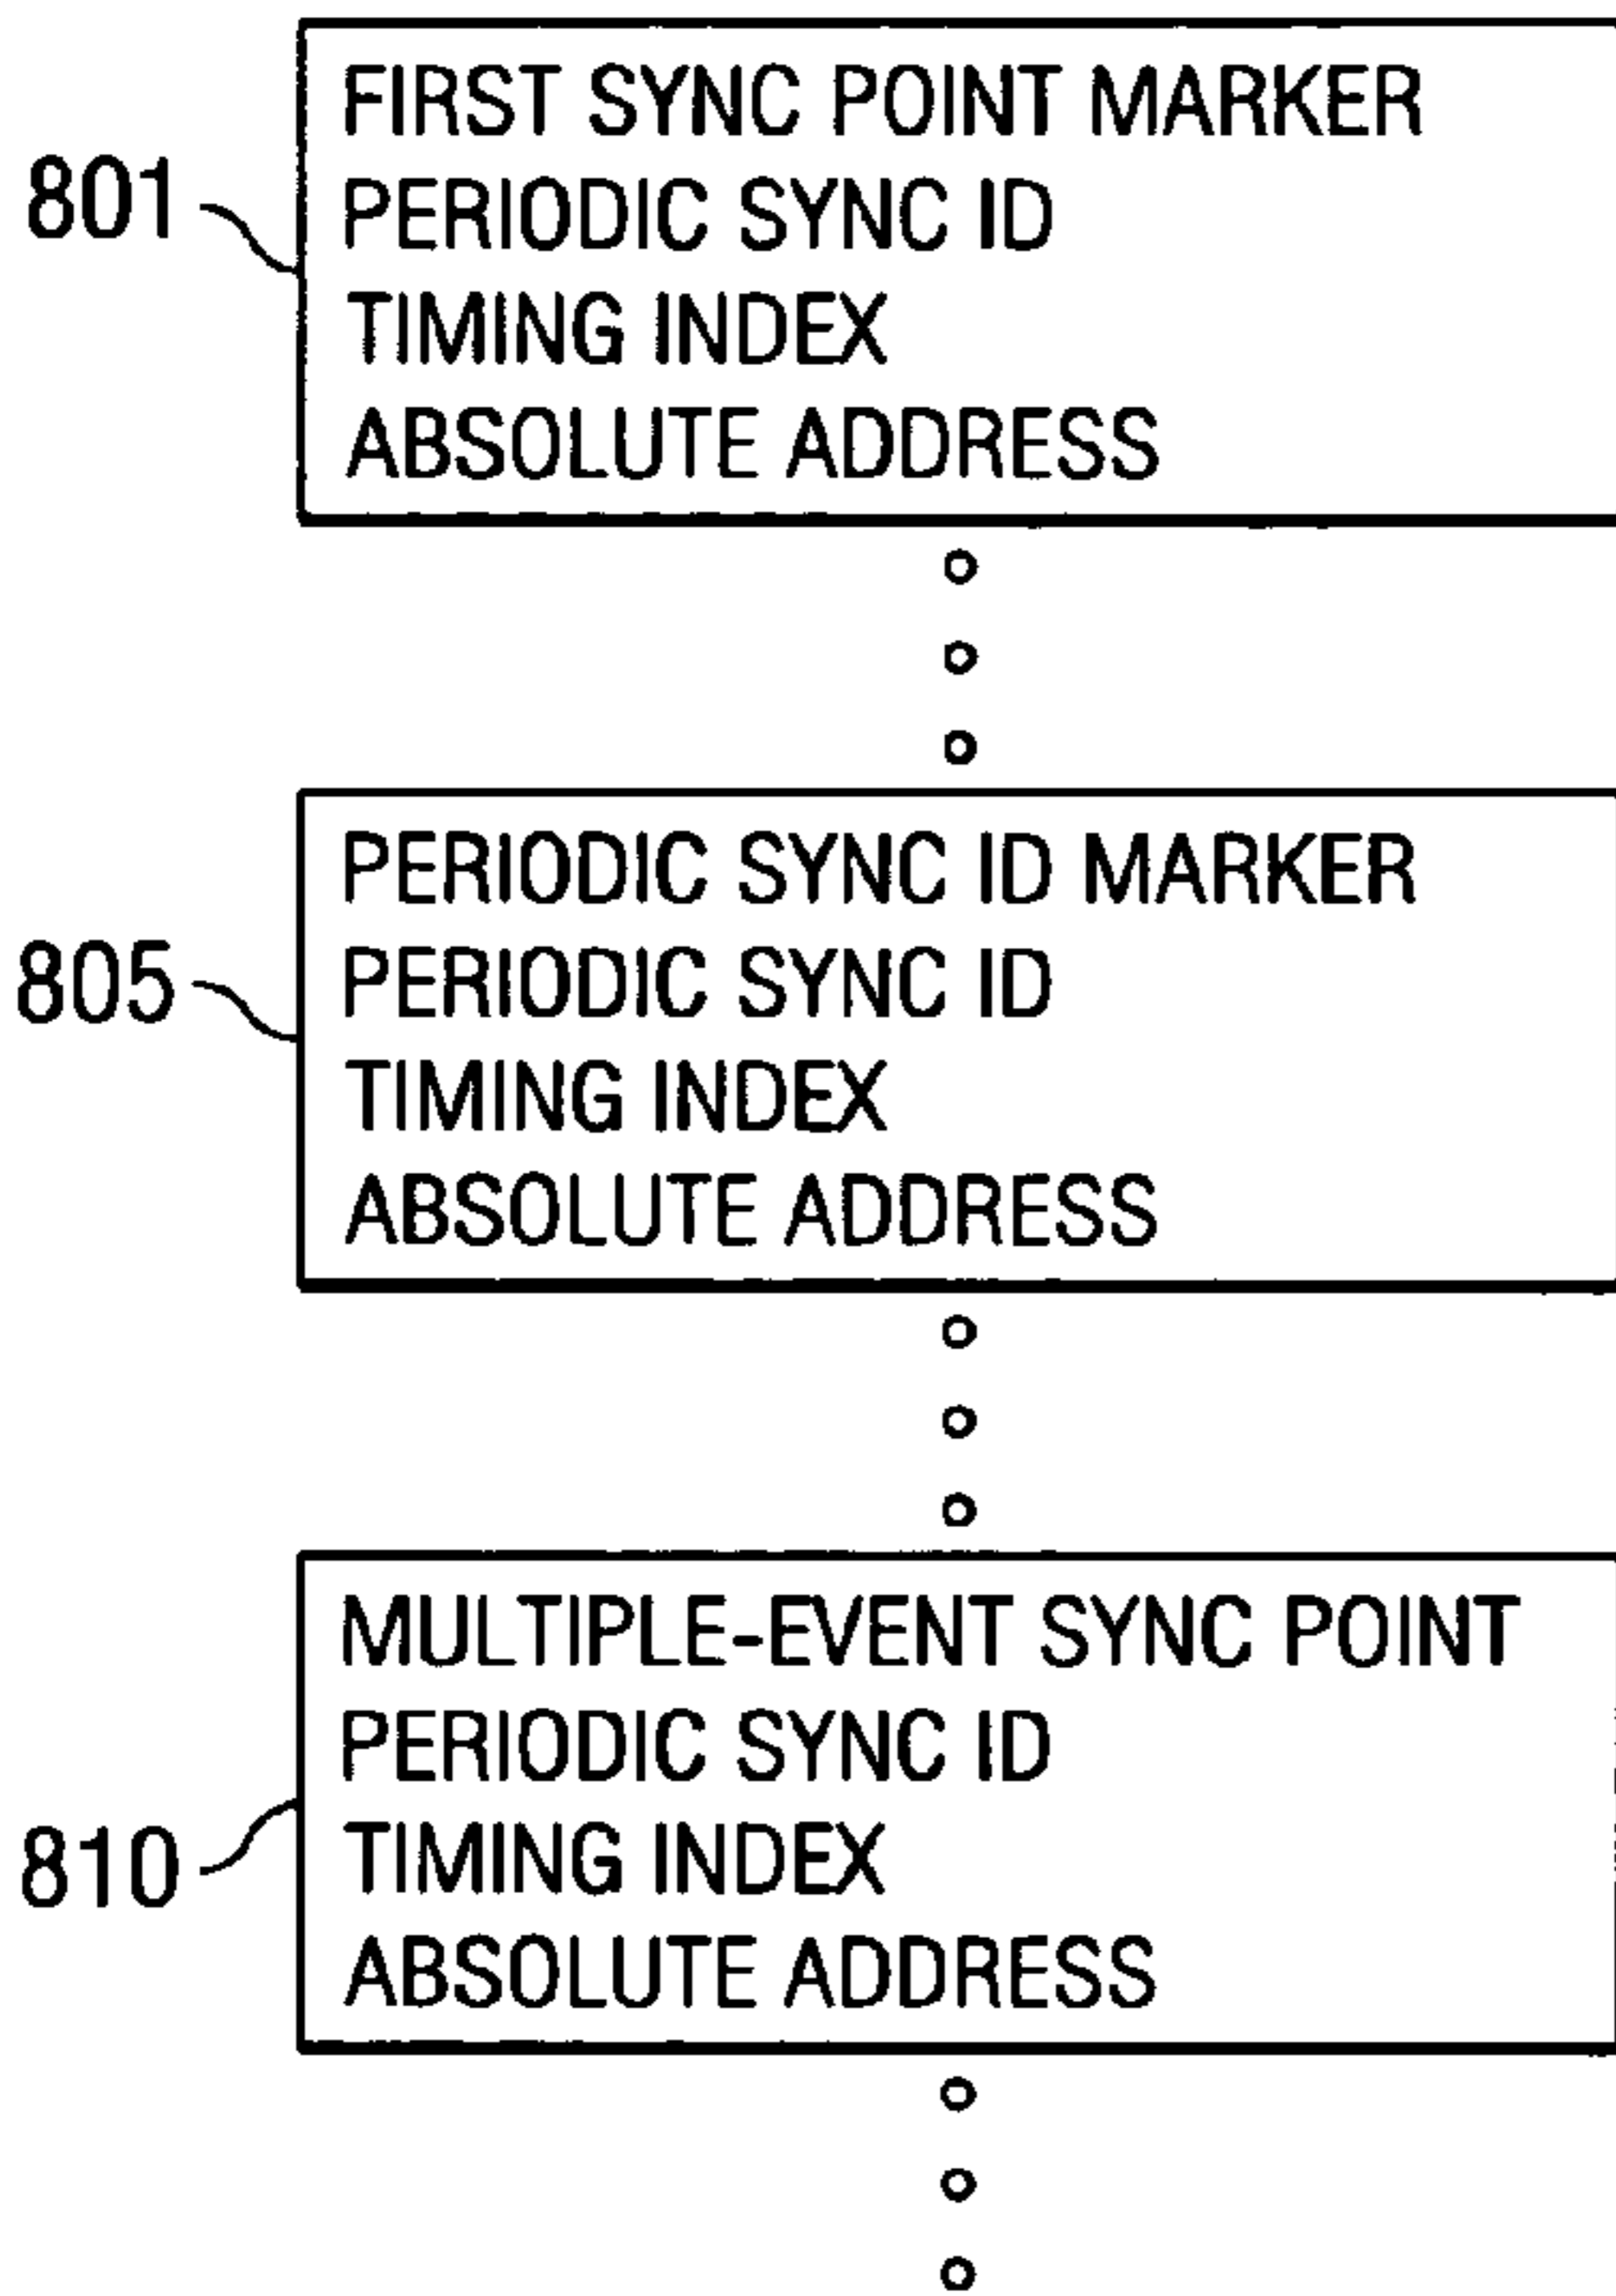 FIRST SYNC POINT MARKER
801
PERIODIC SYNC ID
TIMING INDEX
ABSOLUTE ADDRESS
PERIODIC SYNC ID MARKER
805
PERIODIC SYNC ID
TIMING INDEX
ABSOLUTE ADDRESS
MULTIPLE-EVENT SYNC POINT
PERIODIC SYNC ID
810
TIMING INDEX
ABSOLUTE ADDRESS